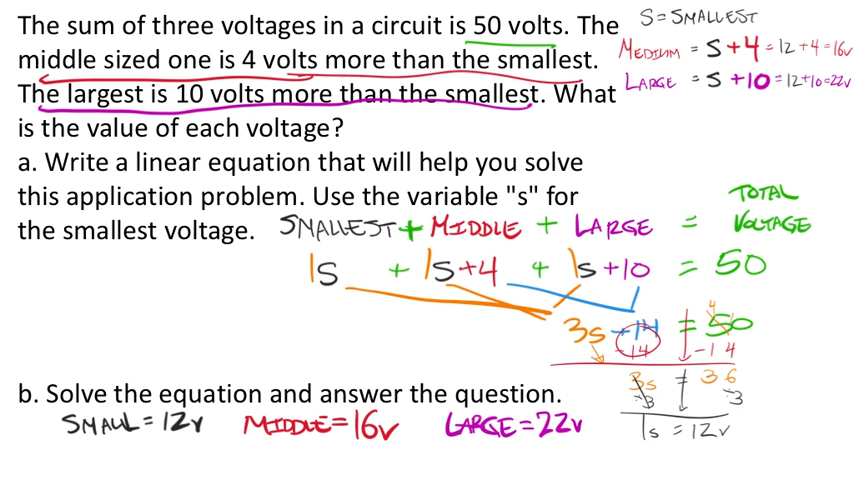 The sum of three voltages in a circuit is 50 volts. The
middle sized one is 4 volts more than the smallest.
The largest is 10 volts more than the smallest. What
is the value of each voltage?
S = SMALLEST
MEDIUM = S + 4 = 12 + 4 = 16V
LARGE = S + 10 = 12 + 10 = 22V
a. Write a linear equation that will help you solve
this application problem. Use the variable "s" for
the smallest voltage.
SMALLEST + MIDDLE + LARGE = TOTAL VOLTAGE
1S + 1S + 4 + 1S + 10 = 50
3S + 14 = 50
-14 -14
4
3S = 36
÷3 ÷3
1S = 12V
b. Solve the equation and answer the question.
SMALL = 12V MIDDLE = 16V LARGE = 22V